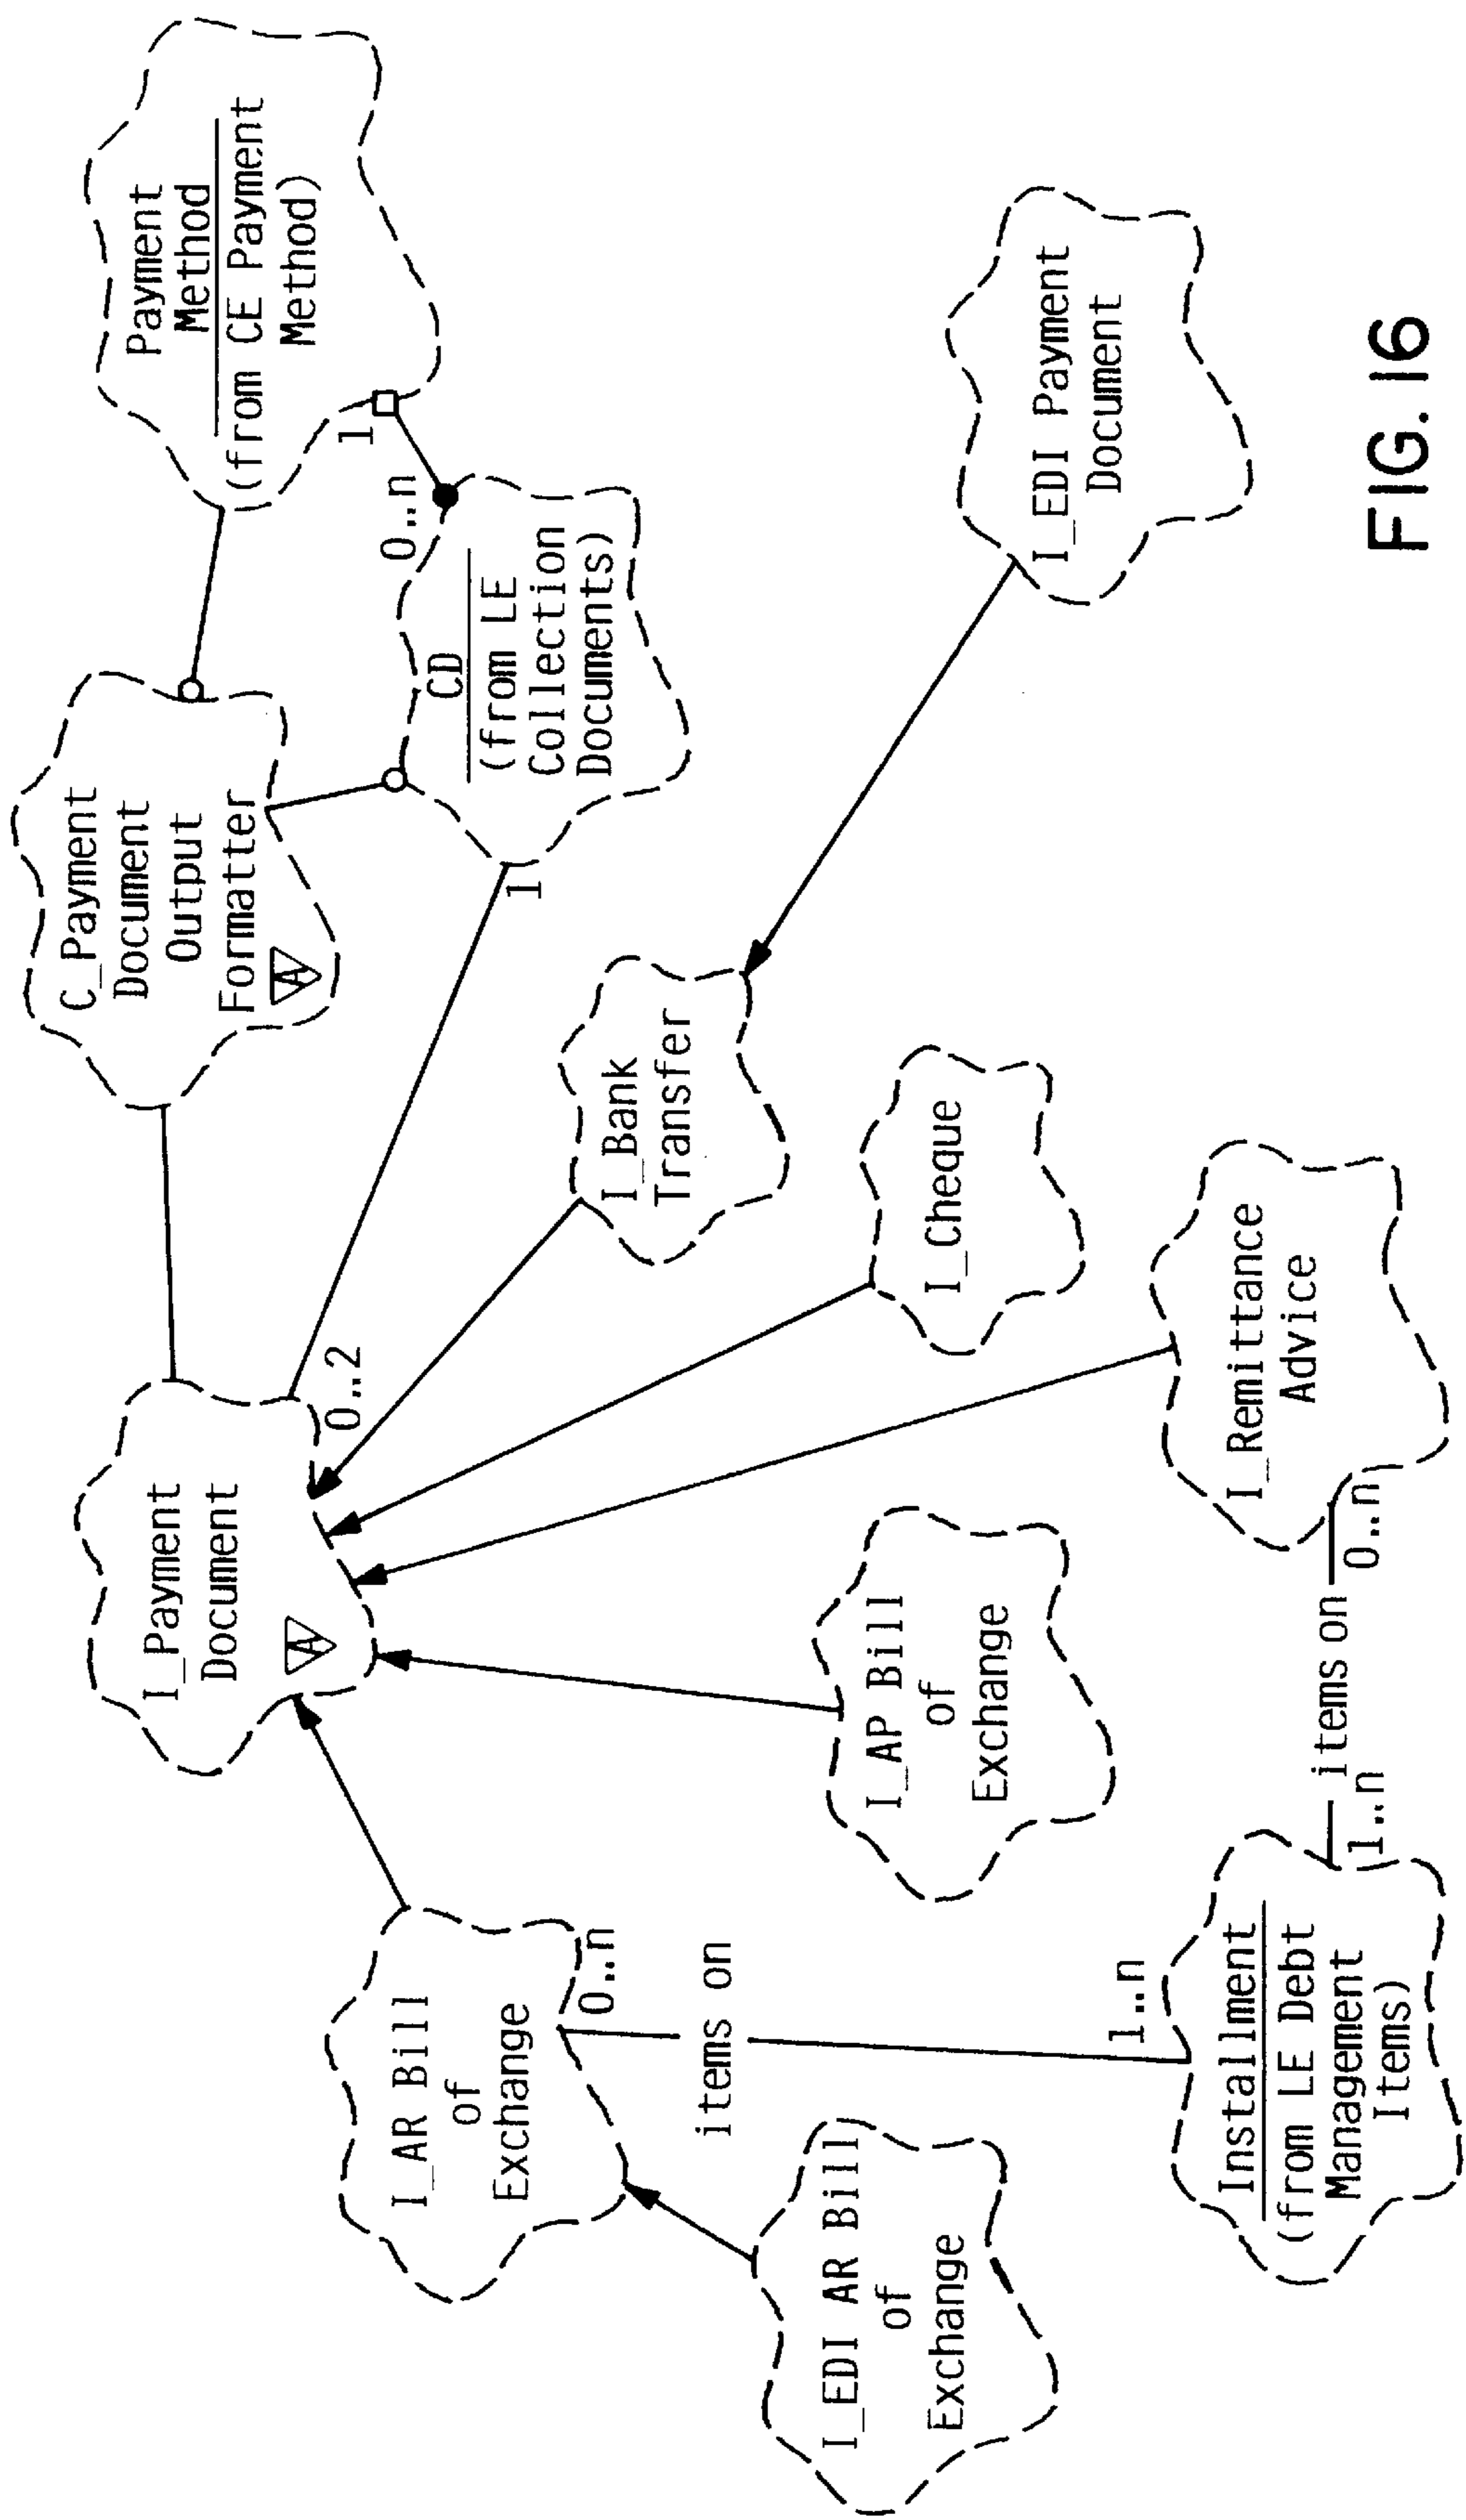 C_Payment
Document
Output
Formatter
A
Payment
Method
(from CE Payment
Method)
1
0..n
CD
(from LE
Collection
Documents)
1
I_Payment
Document
A
0..2
I_AR Bill
of
Exchange
0..n
items on
1..n
I_Bank
Transfer
I_EDI AR Bill
of
Exchange
I_AP Bill
of
Exchange
I_Cheque
I_EDI Payment
Document
Installment
(from LE Debt
Management
Items)
1..n
items on
0..n
I_Remittance
Advice
FIG. 16